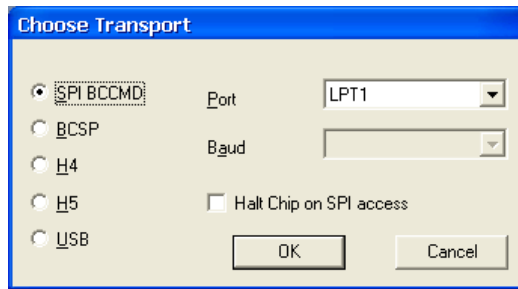 Choose Transport
SPI BCCMD
BCSP
H4
H5
USB
Port
LPT1
Baud
Halt Chip on SPI access
OK
Cancel